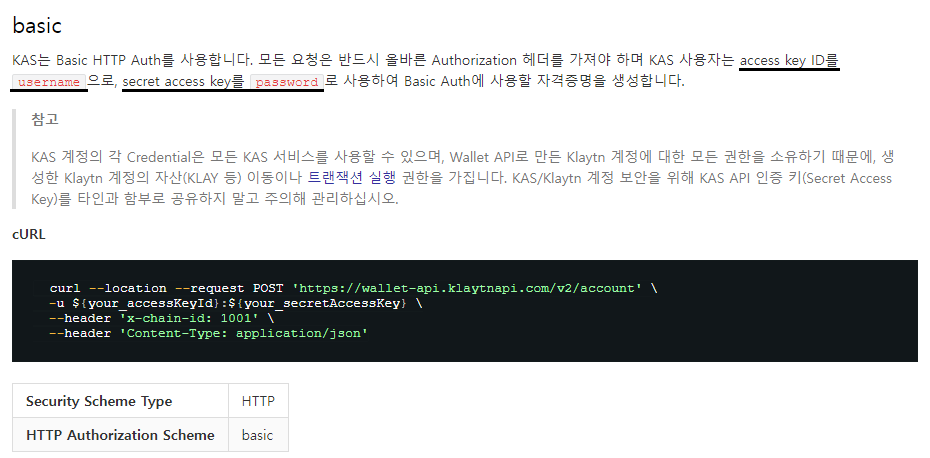 basic
KAS는 Basic HTTP Auth를 사용합니다. 모든 요청은 반드시 올바른 Authorization 헤더를 가져야 하며 KAS 사용자는 access key ID를
username 으로, secret access key를 password 로 사용하여 Basic Auth에 사용할 자격증명을 생성합니다.
참고
KAS 계정의 각 Credential은 모든 KAS 서비스를 사용할 수 있으며, Wallet API로 만든 Klaytn 계정에 대한 모든 권한을 소유하기 때문에, 생
성한 Klaytn 계정의 자산(KLAY 등) 이동이나 트랜잭션 실행 권한을 가집니다. KAS/Klaytn 계정 보안을 위해 KAS API 인증 키(Secret Access
Key)를 타인과 함부로 공유하지 말고 주의해 관리하십시오.
cURL
curl --location --request POST 'https://wallet-api.klaytnapi.com/v2/account' \
-u ${your_accessKeyId}:${your_secretAccessKey} \
--header 'x-chain-id: 1001' \
--header 'Content-Type: application/json'
Security Scheme Type HTTP
HTTP Authorization Scheme basic